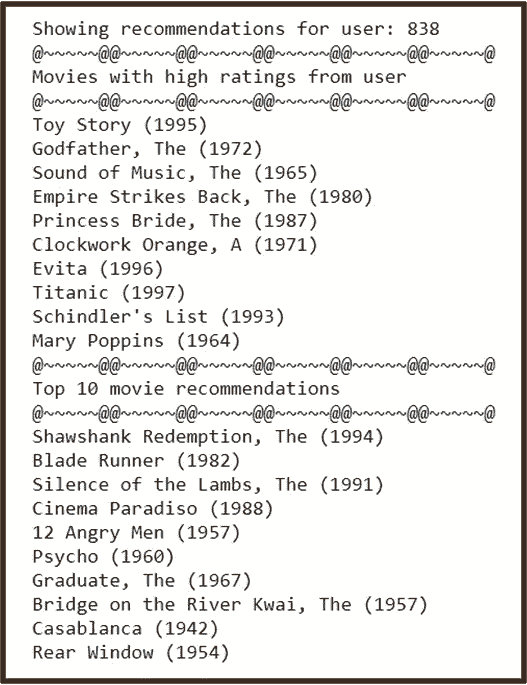 Showing recommendations for user: 838
@~~~~~@@~~~~~@@~~~~~@@~~~~~@@~~~~~@@~~~~~@
Movies with high ratings from user
@~~~~~@@~~~~~@@~~~~~@@~~~~~@@~~~~~@@~~~~~@
Toy Story (1995)
Godfather, The (1972)
Sound of Music, The (1965)
Empire Strikes Back, The (1980)
Princess Bride, The (1987)
Clockwork Orange, A (1971)
Evita (1996)
Titanic (1997)
Schindler's List (1993)
Mary Poppins (1964)
@~~~~~@@~~~~~@@~~~~~@@~~~~~@@~~~~~@@~~~~~@
Top 10 movie recommendations
@~~~~~@@~~~~~@@~~~~~@@~~~~~@@~~~~~@@~~~~~@
Shawshank Redemption, The (1994)
Blade Runner (1982)
Silence of the Lambs, The (1991)
Cinema Paradiso (1988)
12 Angry Men (1957)
Psycho (1960)
Graduate, The (1967)
Bridge on the River Kwai, The (1957)
Casablanca (1942)
Rear Window (1954)